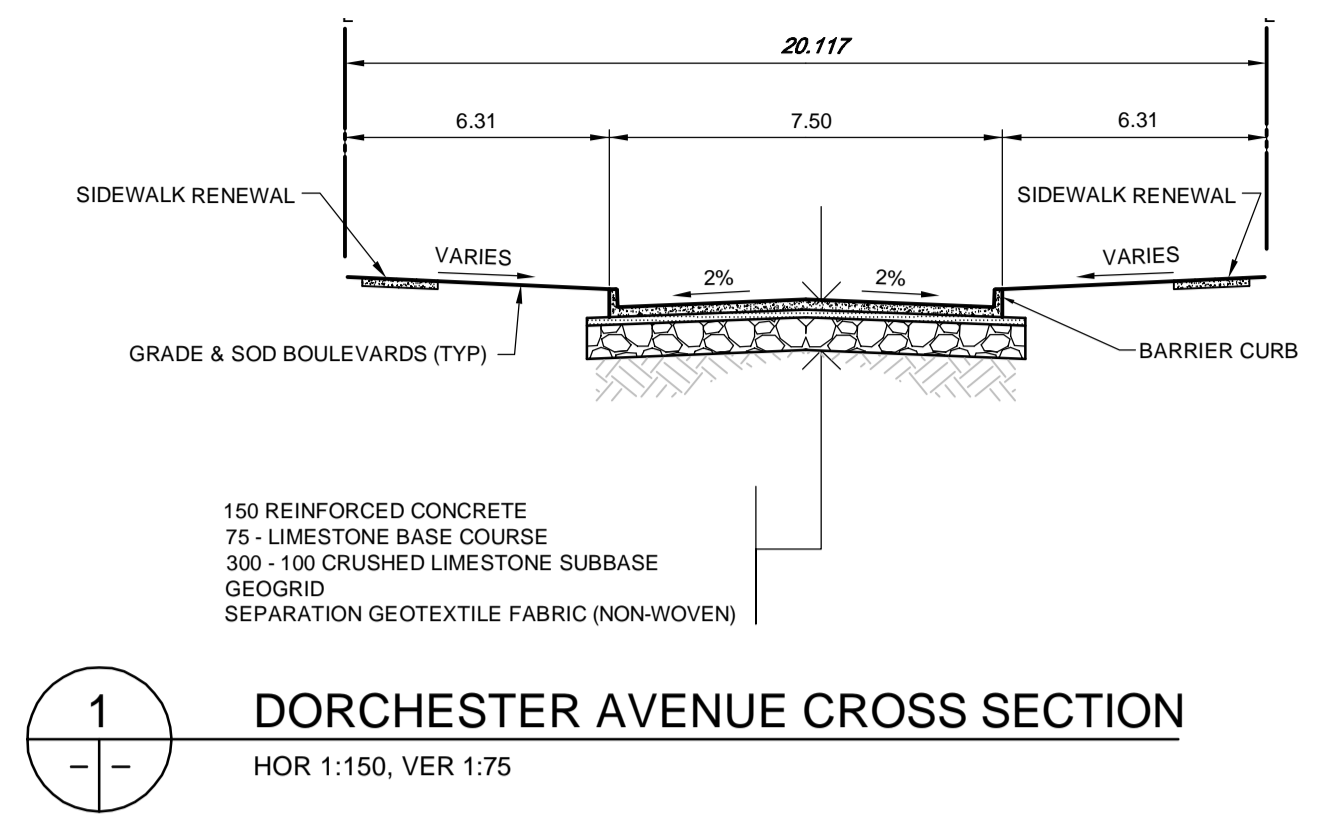 20.117
6.31
7.50
6.31
SIDEWALK RENEWAL
SIDEWALK RENEWAL
VARIES
VARIES
2%
2%
GRADE & SOD BOULEVARDS (TYP)
BARRIER CURB
150 REINFORCED CONCRETE
75 - LIMESTONE BASE COURSE
300 - 100 CRUSHED LIMESTONE SUBBASE
GEOGRID
SEPARATION GEOTEXTILE FABRIC (NON-WOVEN)
1
- -
DORCHESTER AVENUE CROSS SECTION
HOR 1:150, VER 1:75